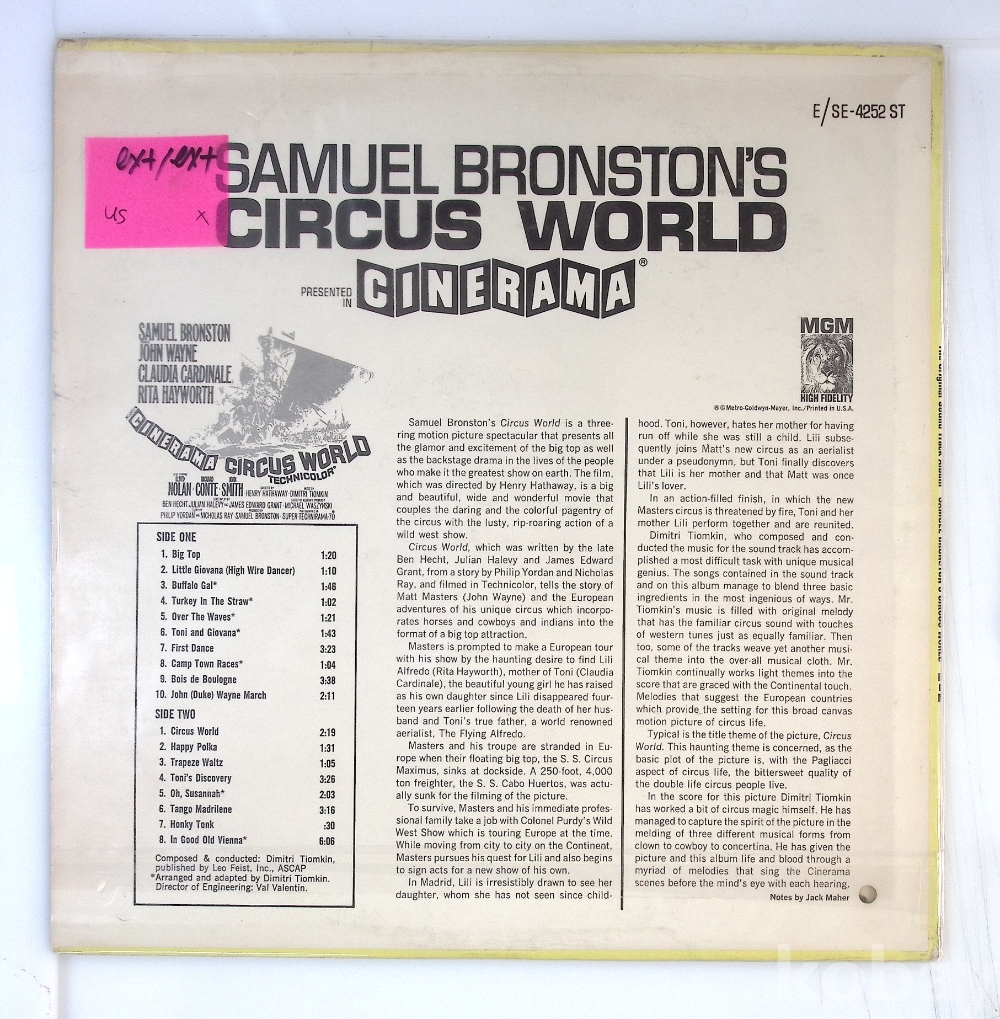 E/SE-4252 ST
ex+/ex+
US x
SAMUEL BRONSTON'S
CIRCUS WORLD
PRESENTED
IN
CINERAMA®
SAMUEL BRONSTON
JOHN WAYNE
CLAUDIA CARDINALE
RITA HAYWORTH
CINERAMA CIRCUS WORLD
TECHNICOLOR®
LLOYD RICHARD JOHN
NOLAN CONTE SMITH HENRY HATHAWAY DIMITRI TIOMKIN
BEN HECHT JULIAN HALEVY AND JAMES EDWARD GRANT MICHAEL WASZYNSKI
PHILIP YORDAN AND NICHOLAS RAY SAMUEL BRONSTON SUPER-TECHNIRAMA-70
MGM
HIGH FIDELITY
℗ © Metro-Goldwyn-Mayer, Inc./Printed in U.S.A.
SIDE ONE
1. Big Top 1:20
2. Little Giovana (High Wire Dancer) 1:10
3. Buffalo Gal* 1:46
4. Turkey In The Straw* 1:02
5. Over The Waves* 1:21
6. Toni and Giovana* 1:43
7. First Dance 3:23
8. Camp Town Races* 1:04
9. Bois de Boulogne 3:38
10. John (Duke) Wayne March 2:11
SIDE TWO
1. Circus World 2:19
2. Happy Polka 1:31
3. Trapeze Waltz 1:05
4. Toni's Discovery 3:26
5. Oh, Susannah* 2:03
6. Tango Madrilene 3:16
7. Honky Tonk :30
8. In Good Old Vienna* 6:06
Composed & conducted: Dimitri Tiomkin,
published by Leo Feist, Inc., ASCAP
*Arranged and adapted by Dimitri Tiomkin.
Director of Engineering: Val Valentin.
Samuel Bronston's Circus World is a three-
ring motion picture spectacular that presents all
the glamor and excitement of the big top as well
as the backstage drama in the lives of the people
who make it the greatest show on earth. The film,
which was directed by Henry Hathaway, is a big
and beautiful, wide and wonderful movie that
couples the daring and the colorful pagentry of
the circus with the lusty, rip-roaring action of a
wild west show.
Circus World, which was written by the late
Ben Hecht, Julian Halevy and James Edward
Grant, from a story by Philip Yordan and Nicholas
Ray, and filmed in Technicolor, tells the story of
Matt Masters (John Wayne) and the European
adventures of his unique circus which incorpo-
rates horses and cowboys and indians into the
format of a big top attraction.
Masters is prompted to make a European tour
with his show by the haunting desire to find Lili
Alfredo (Rita Hayworth), mother of Toni (Claudia
Cardinale), the beautiful young girl he has raised
as his own daughter since Lili disappeared four-
teen years earlier following the death of her hus-
band and Toni's true father, a world renowned
aerialist, The Flying Alfredo.
Masters and his troupe are stranded in Eu-
rope when their floating big top, the S. S. Circus
Maximus, sinks at dockside. A 250-foot, 4,000
ton freighter, the S. S. Cabo Huertos, was actu-
ally sunk for the filming of the picture.
To survive, Masters and his immediate profes-
sional family take a job with Colonel Purdy's Wild
West Show which is touring Europe at the time.
While moving from city to city on the Continent,
Masters pursues his quest for Lili and also begins
to sign acts for a new show of his own.
In Madrid, Lili is irresistibly drawn to see her
daughter, whom she has not seen since child-
hood. Toni, however, hates her mother for having
run off while she was still a child. Lili subse-
quently joins Matt's new circus as an aerialist
under a pseudonymn, but Toni finally discovers
that Lili is her mother and that Matt was once
Lili's lover.
In an action-filled finish, in which the new
Masters circus is threatened by fire, Toni and her
mother Lili perform together and are reunited.
Dimitri Tiomkin, who composed and con-
ducted the music for the sound track has accom-
plished a most difficult task with unique musical
genius. The songs contained in the sound track
and on this album manage to blend three basic
ingredients in the most ingenious of ways. Mr.
Tiomkin's music is filled with original melody
that has the familiar circus sound with touches
of western tunes just as equally familiar. Then
too, some of the tracks weave yet another musi-
cal theme into the over-all musical cloth. Mr.
Tiomkin continually works light themes into the
score that are graced with the Continental touch.
Melodies that suggest the European countries
which provide the setting for this broad canvas
motion picture of circus life.
Typical is the title theme of the picture, Circus
World. This haunting theme is concerned, as the
basic plot of the picture is, with the Pagliacci
aspect of circus life, the bittersweet quality of
the double life circus people live.
In the score for this picture Dimitri Tiomkin
has worked a bit of circus magic himself. He has
managed to capture the spirit of the picture in the
melding of three different musical forms from
clown to cowboy to concertina. He has given the
picture and this album life and blood through a
myriad of melodies that sing the Cinerama
scenes before the mind's eye with each hearing.
Notes by Jack Maher